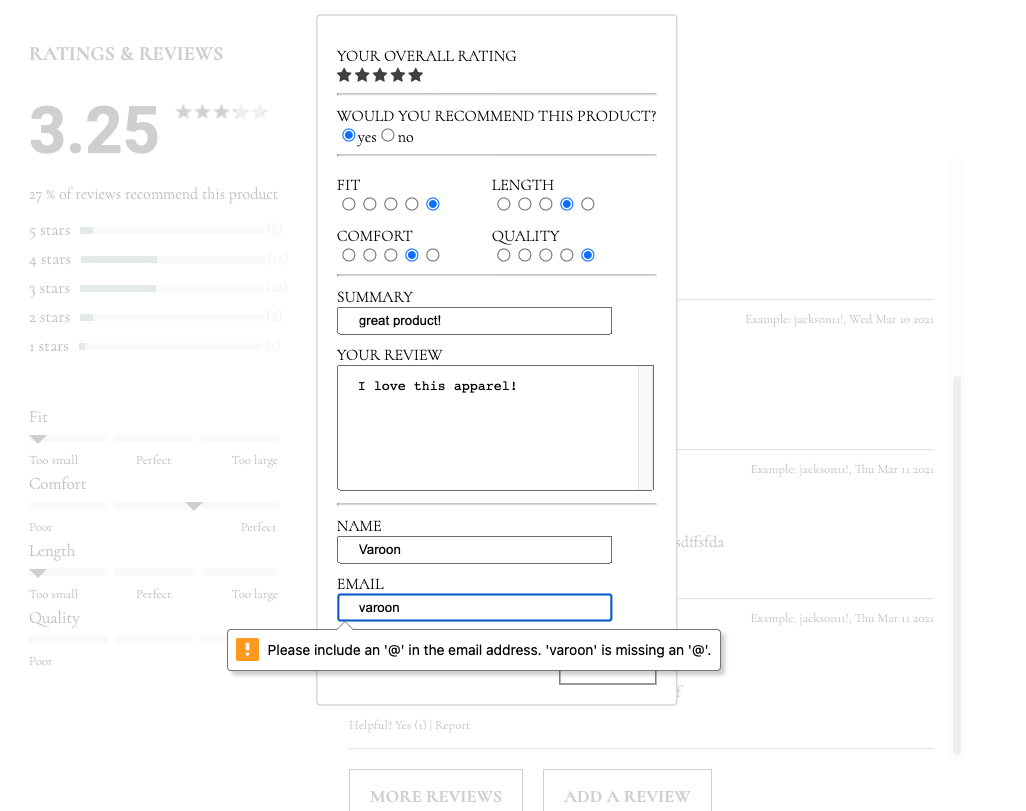 RATINGS & REVIEWS
3.25
27 % of reviews recommend this product
5 stars (2)
4 stars (12)
3 stars (12)
2 stars (2)
1 stars (1)
Fit
Too small Perfect Too large
Comfort
Poor Perfect
Length
Too small Perfect Too large
Quality
Poor
YOUR OVERALL RATING
WOULD YOU RECOMMEND THIS PRODUCT?
yes no
FIT LENGTH
COMFORT QUALITY
SUMMARY
great product!
YOUR REVIEW
I love this apparel!
NAME
Varoon
EMAIL
varoon
Please include an '@' in the email address. 'varoon' is missing an '@'.
Example: jackson11!, Wed Mar 10 2021
Example: jackson11!, Thu Mar 11 2021
sdffsfda
Example: jackson11!, Thu Mar 11 2021
f
Helpful? Yes (1) | Report
MORE REVIEWS ADD A REVIEW